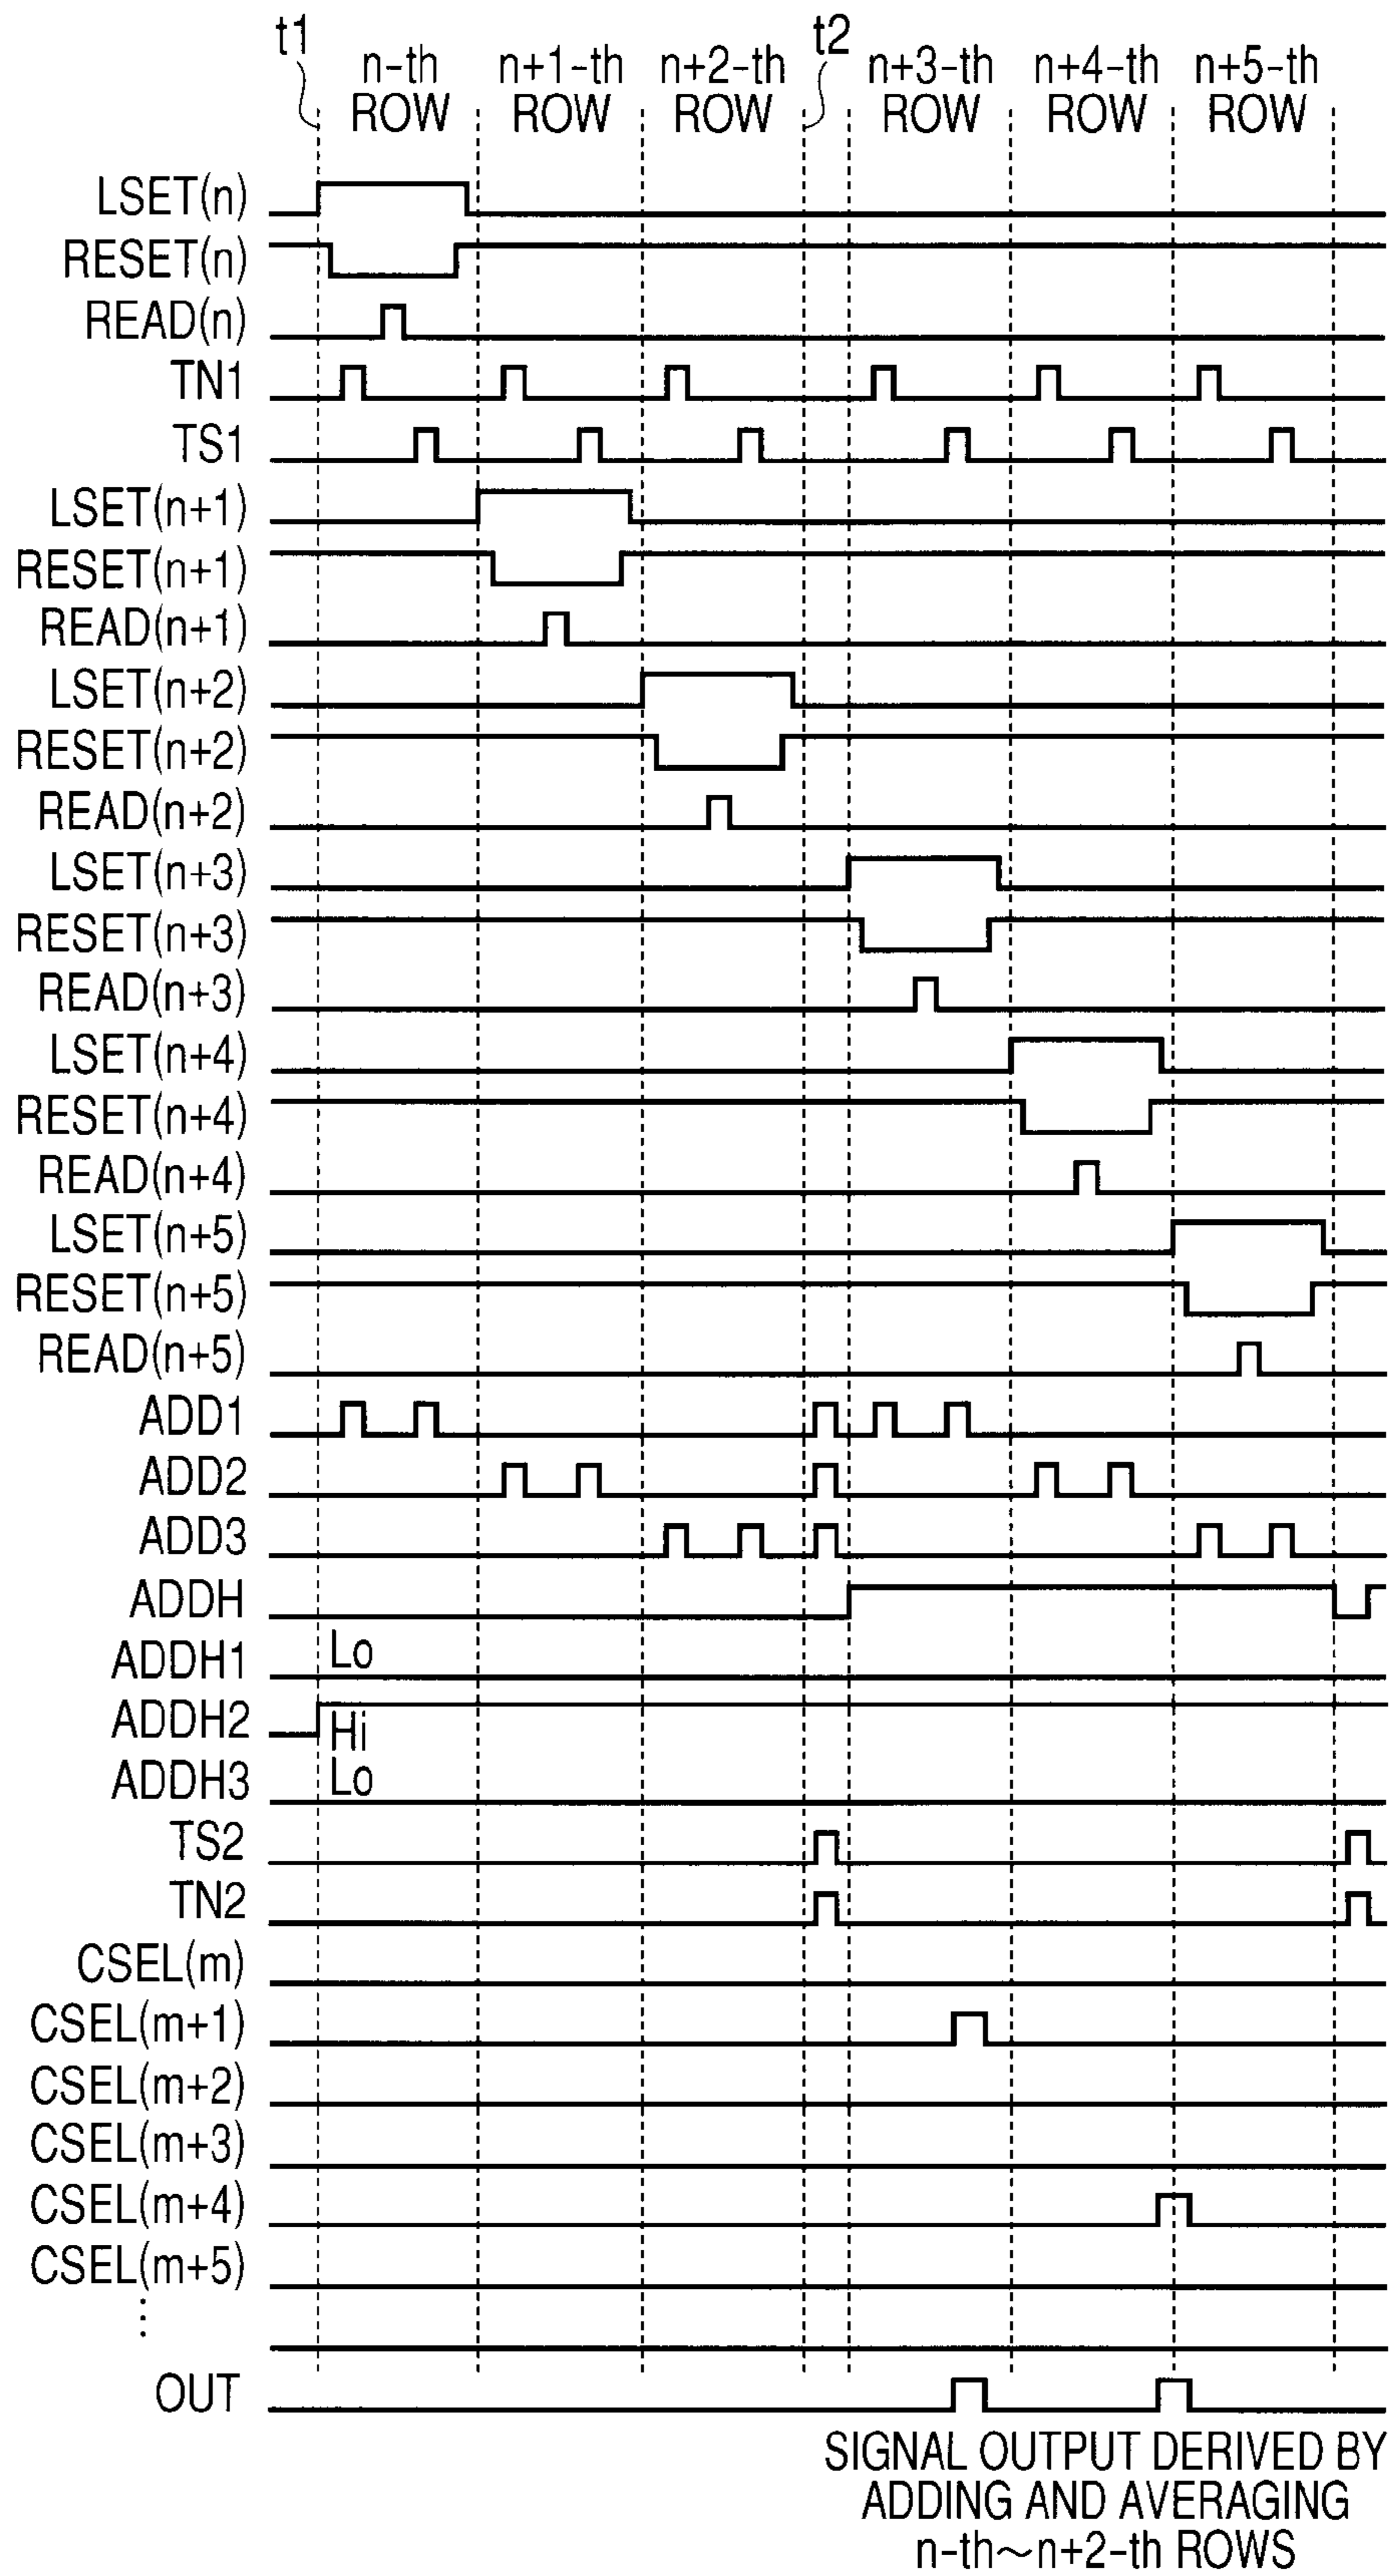 t1
t2
n-th
ROW
n+1-th
ROW
n+2-th
ROW
n+3-th
ROW
n+4-th
ROW
n+5-th
ROW
LSET(n)
RESET(n)
READ(n)
TN1
TS1
LSET(n+1)
RESET(n+1)
READ(n+1)
LSET(n+2)
RESET(n+2)
READ(n+2)
LSET(n+3)
RESET(n+3)
READ(n+3)
LSET(n+4)
RESET(n+4)
READ(n+4)
LSET(n+5)
RESET(n+5)
READ(n+5)
ADD1
ADD2
ADD3
ADDH
ADDH1 Lo
ADDH2 Hi
ADDH3 Lo
TS2
TN2
CSEL(m)
CSEL(m+1)
CSEL(m+2)
CSEL(m+3)
CSEL(m+4)
CSEL(m+5)
⋮
OUT
SIGNAL OUTPUT DERIVED BY
ADDING AND AVERAGING
n-th~n+2-th ROWS